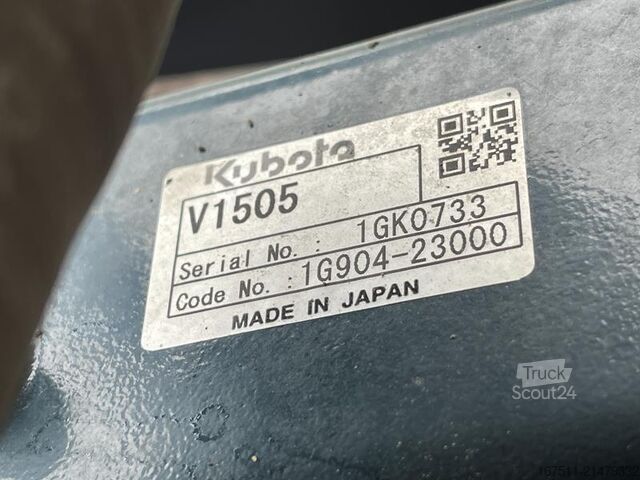 Kubota
V1505
Serial No. : 1GK0733
Code No. : 1G904-23000
MADE IN JAPAN
Truck
Scout24